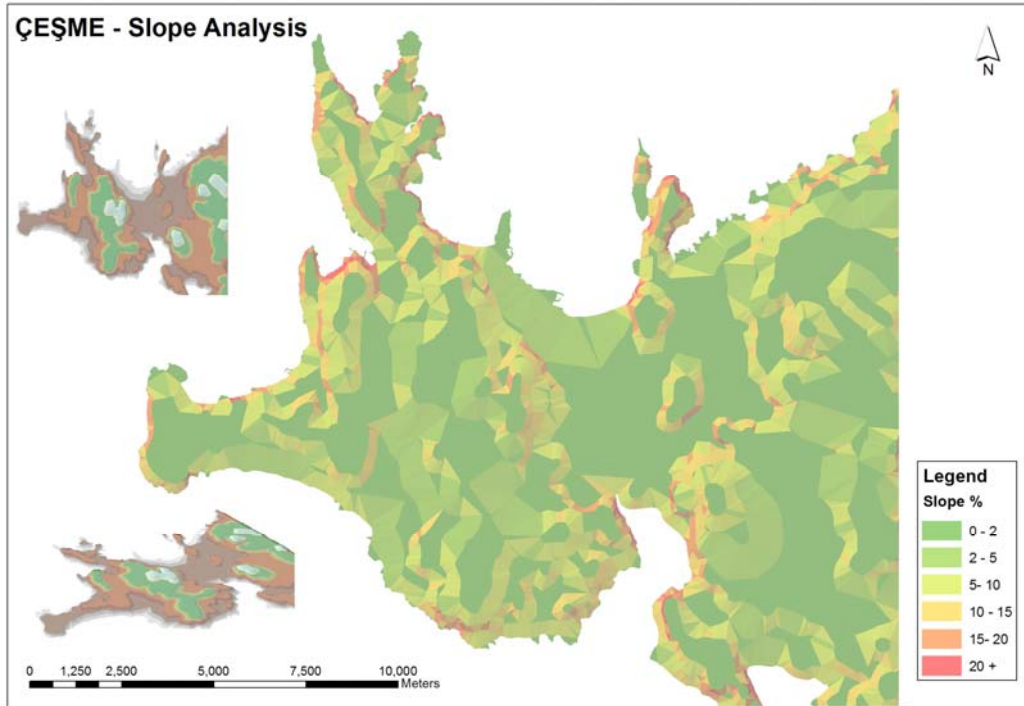 ÇEŞME - Slope Analysis
N
Legend
Slope %
0 - 2
2 - 5
5- 10
10 - 15
15- 20
20 +
0 1,250 2,500 5,000 7,500 10,000
Meters